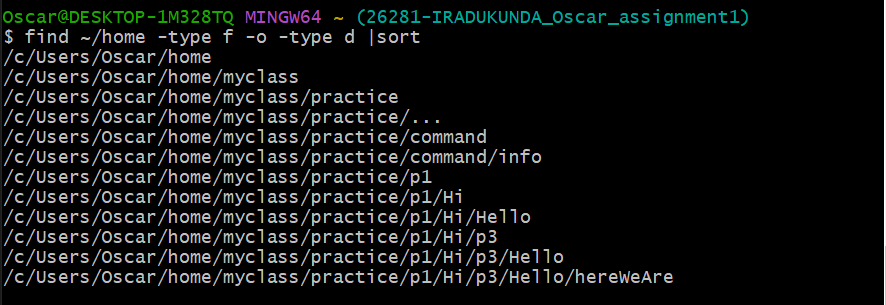 Oscar@DESKTOP-1M328TQ MINGW64 ~ (26281-IRADUKUNDA_Oscar_assignment1)
$ find ~/home -type f -o -type d |sort
/c/Users/Oscar/home
/c/Users/Oscar/home/myclass
/c/Users/Oscar/home/myclass/practice
/c/Users/Oscar/home/myclass/practice/...
/c/Users/Oscar/home/myclass/practice/command
/c/Users/Oscar/home/myclass/practice/command/info
/c/Users/Oscar/home/myclass/practice/p1
/c/Users/Oscar/home/myclass/practice/p1/Hi
/c/Users/Oscar/home/myclass/practice/p1/Hi/Hello
/c/Users/Oscar/home/myclass/practice/p1/Hi/p3
/c/Users/Oscar/home/myclass/practice/p1/Hi/p3/Hello
/c/Users/Oscar/home/myclass/practice/p1/Hi/p3/Hello/hereWeAre